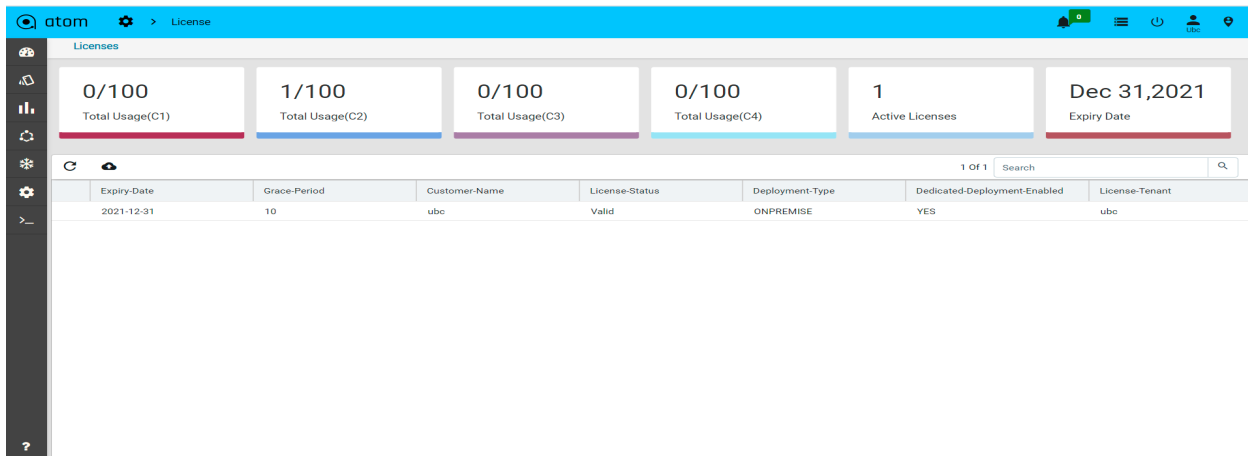 atom > License 0
Ubc
Licenses
0/100 1/100 0/100 0/100 1 Dec 31,2021
Total Usage(C1) Total Usage(C2) Total Usage(C3) Total Usage(C4) Active Licenses Expiry Date
1 Of 1 Search
Expiry-Date Grace-Period Customer-Name License-Status Deployment-Type Dedicated-Deployment-Enabled License-Tenant
2021-12-31 10 ubc Valid ONPREMISE YES ubc
>_
?